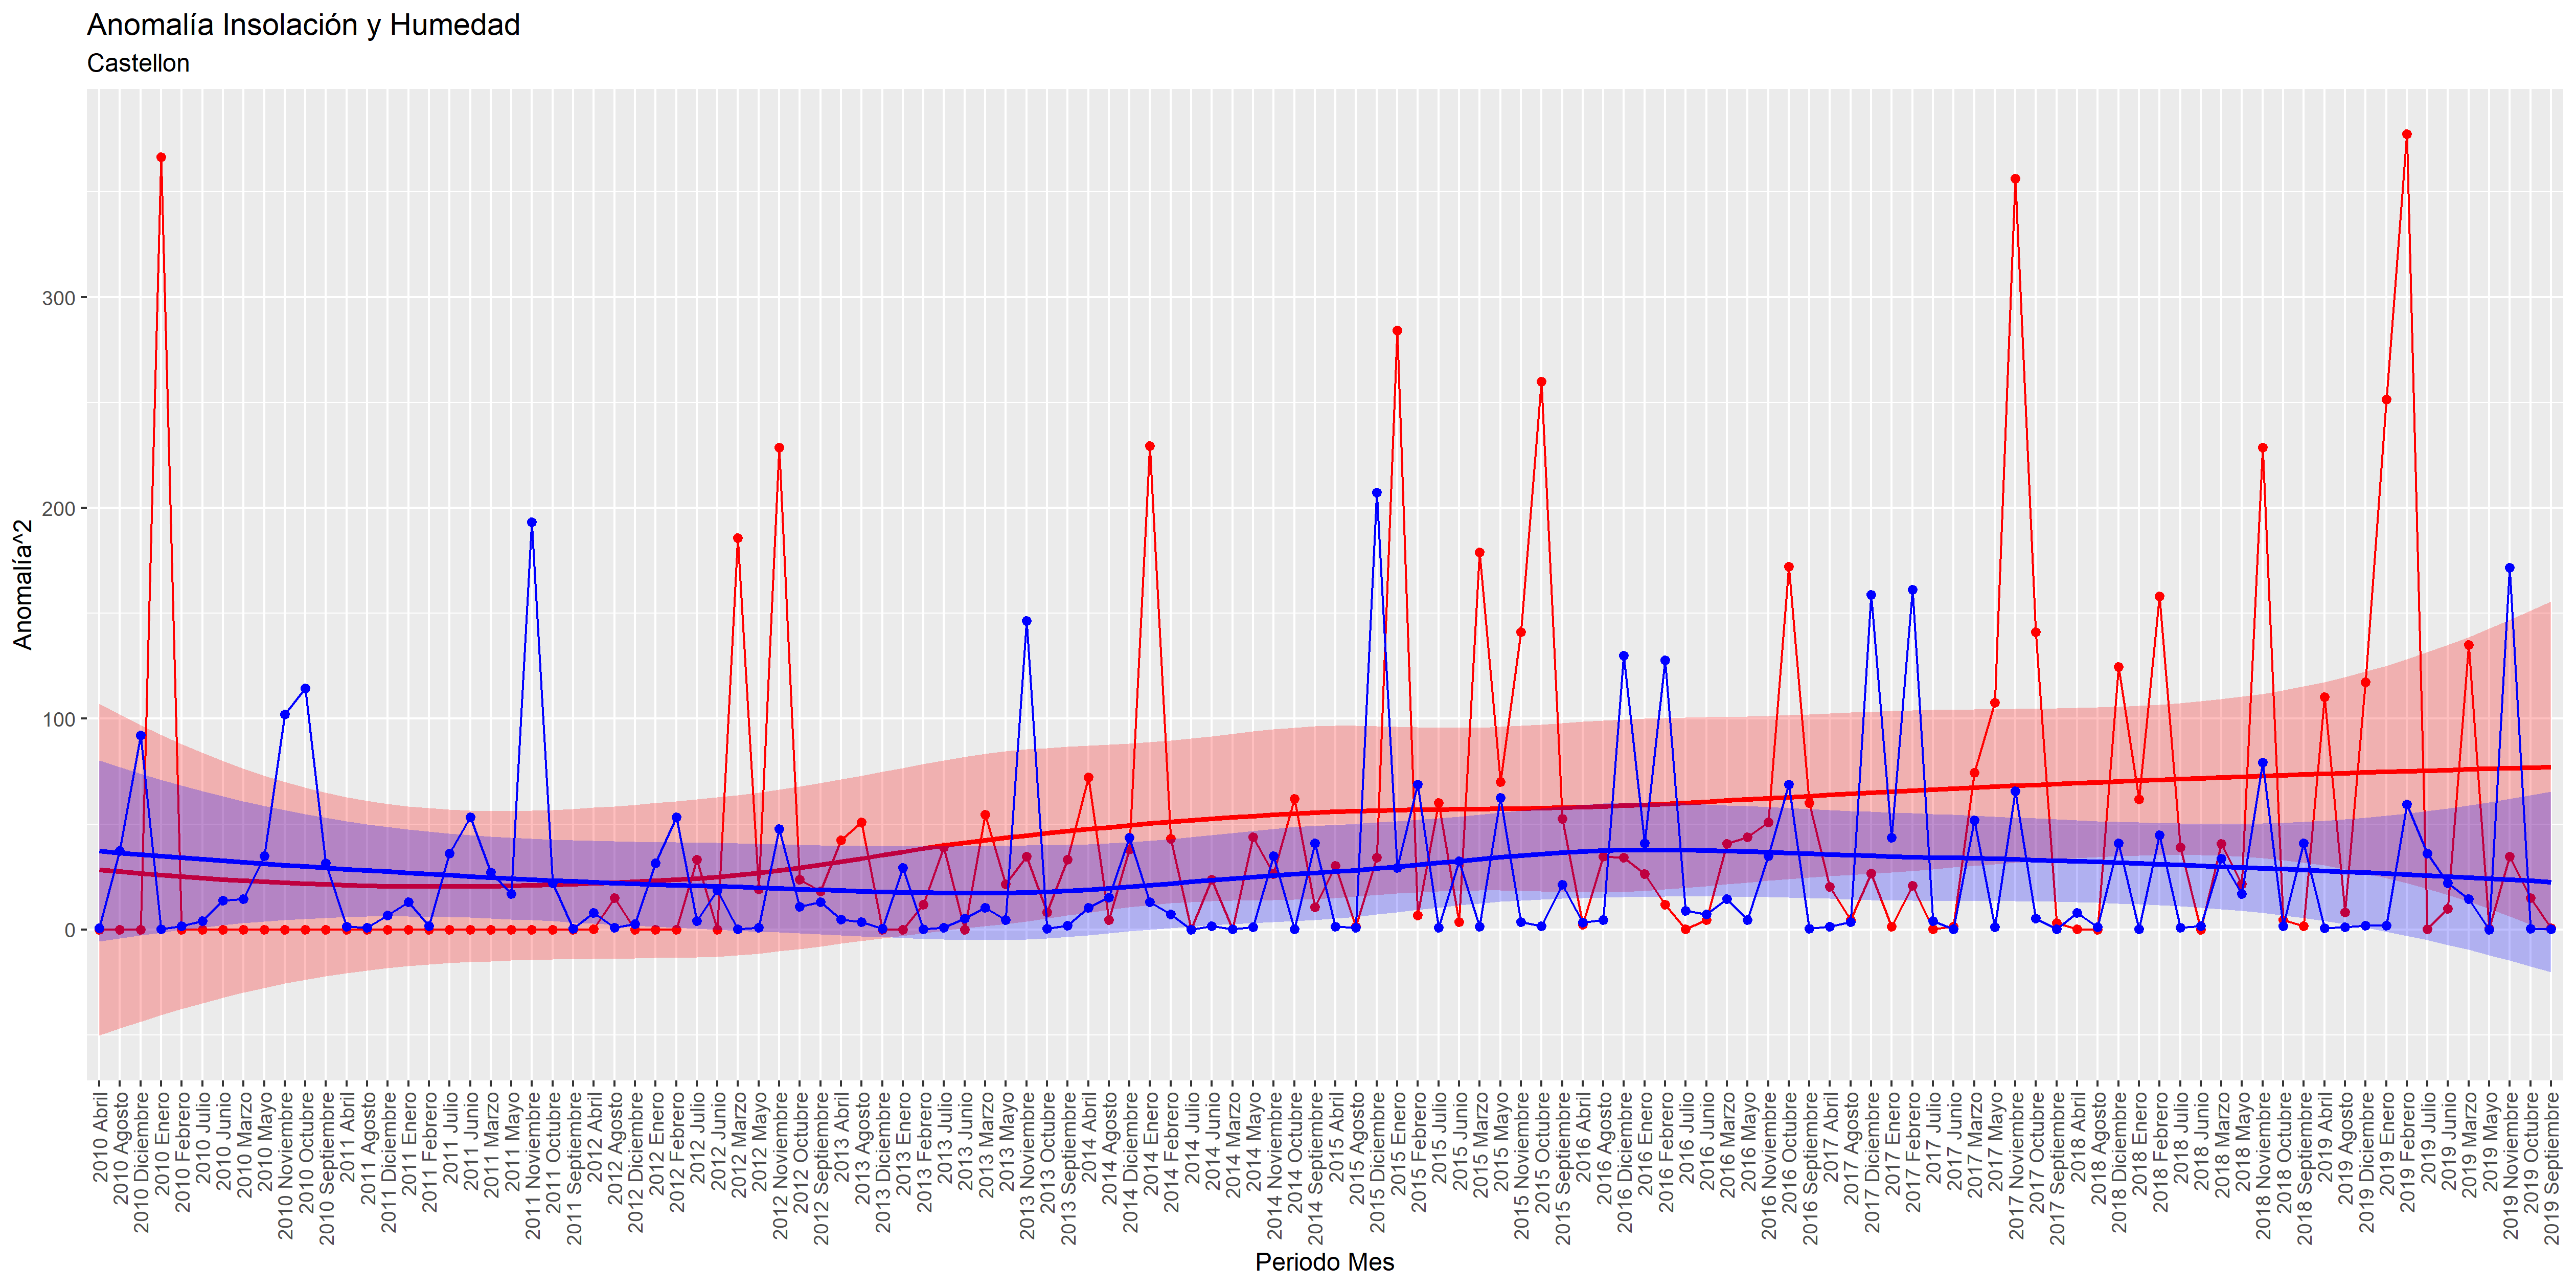 Anomalía Insolación y Humedad
Castellon
Anomalía^2
300
200
100
0
2010 Abril
2010 Agosto
2010 Diciembre
2010 Enero
2010 Febrero
2010 Julio
2010 Junio
2010 Marzo
2010 Mayo
2010 Noviembre
2010 Octubre
2010 Septiembre
2011 Abril
2011 Agosto
2011 Diciembre
2011 Enero
2011 Febrero
2011 Julio
2011 Junio
2011 Marzo
2011 Mayo
2011 Noviembre
2011 Octubre
2011 Septiembre
2012 Abril
2012 Agosto
2012 Diciembre
2012 Enero
2012 Febrero
2012 Julio
2012 Junio
2012 Marzo
2012 Mayo
2012 Noviembre
2012 Octubre
2012 Septiembre
2013 Abril
2013 Agosto
2013 Diciembre
2013 Enero
2013 Febrero
2013 Julio
2013 Junio
2013 Marzo
2013 Mayo
2013 Noviembre
2013 Octubre
2013 Septiembre
2014 Abril
2014 Agosto
2014 Diciembre
2014 Enero
2014 Febrero
2014 Julio
2014 Junio
2014 Marzo
2014 Mayo
2014 Noviembre
2014 Octubre
2014 Septiembre
2015 Abril
2015 Agosto
2015 Diciembre
2015 Enero
2015 Febrero
2015 Julio
2015 Junio
2015 Marzo
2015 Mayo
2015 Noviembre
2015 Octubre
2015 Septiembre
2016 Abril
2016 Agosto
2016 Diciembre
2016 Enero
2016 Febrero
2016 Julio
2016 Junio
2016 Marzo
2016 Mayo
2016 Noviembre
2016 Octubre
2016 Septiembre
2017 Abril
2017 Agosto
2017 Diciembre
2017 Enero
2017 Febrero
2017 Julio
2017 Junio
2017 Marzo
2017 Mayo
2017 Noviembre
2017 Octubre
2017 Septiembre
2018 Abril
2018 Agosto
2018 Diciembre
2018 Enero
2018 Febrero
2018 Julio
2018 Junio
2018 Marzo
2018 Mayo
2018 Noviembre
2018 Octubre
2018 Septiembre
2019 Abril
2019 Agosto
2019 Diciembre
2019 Enero
2019 Febrero
2019 Julio
2019 Junio
2019 Marzo
2019 Mayo
2019 Noviembre
2019 Octubre
2019 Septiembre
Periodo Mes